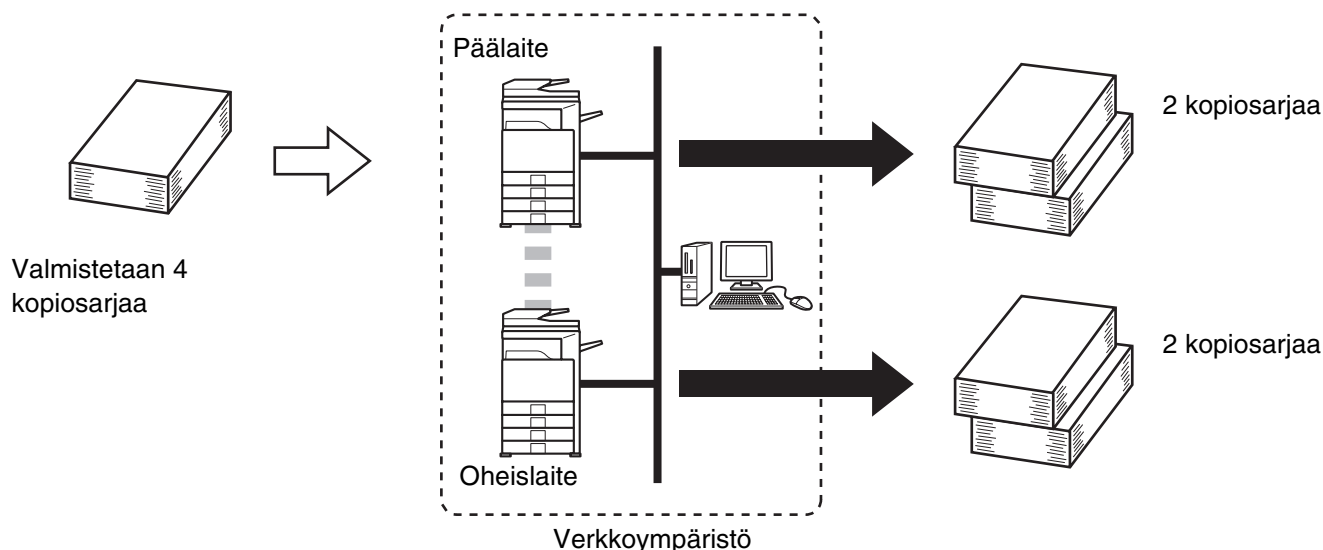 Päälaite
2 kopiosarjaa
Valmistetaan 4
kopiosarjaa
2 kopiosarjaa
Oheislaite
Verkkoympäristö